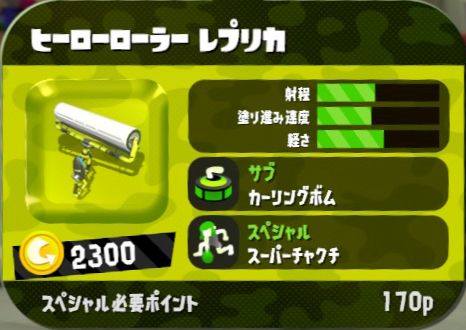 ヒーローローラー レプリカ
射程
塗り進み速度
軽さ
サブ
カーリングボム
スペシャル
スーパーチャクチ
2300
スペシャル必要ポイント 170p